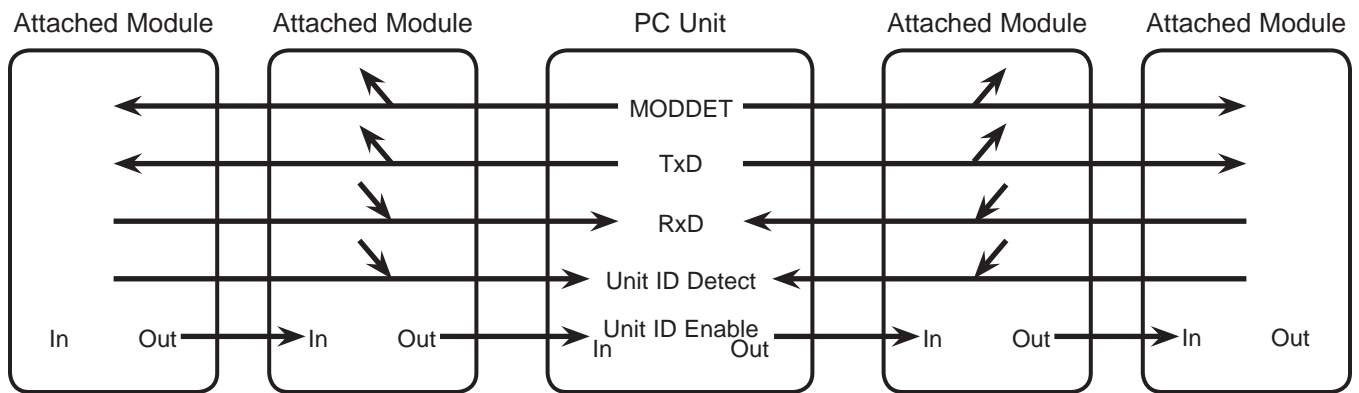 Attached Module Attached Module PC Unit Attached Module Attached Module
MODDET
TxD
RxD
Unit ID Detect
Unit ID Enable
In Out In Out In Out In Out In Out